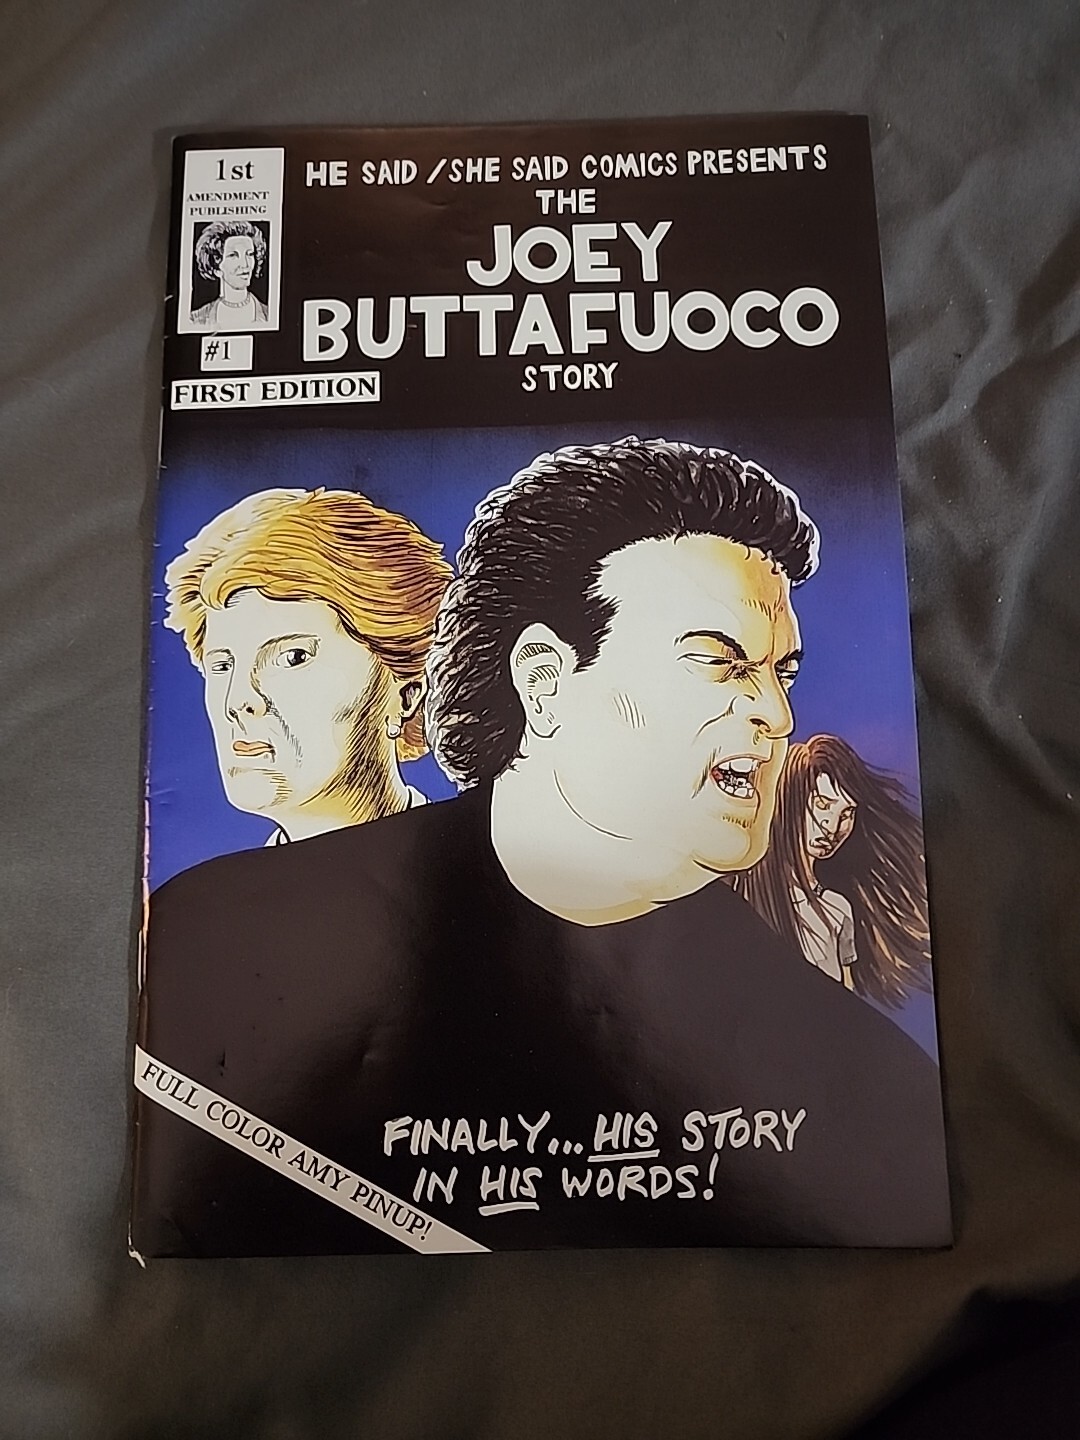 1st
AMENDMENT
PUBLISHING
#1
FIRST EDITION
HE SAID / SHE SAID COMICS PRESENTS
THE
JOEY
BUTTAFUOCO
STORY
FINALLY... HIS STORY
IN HIS WORDS!
FULL COLOR AMY PINUP!